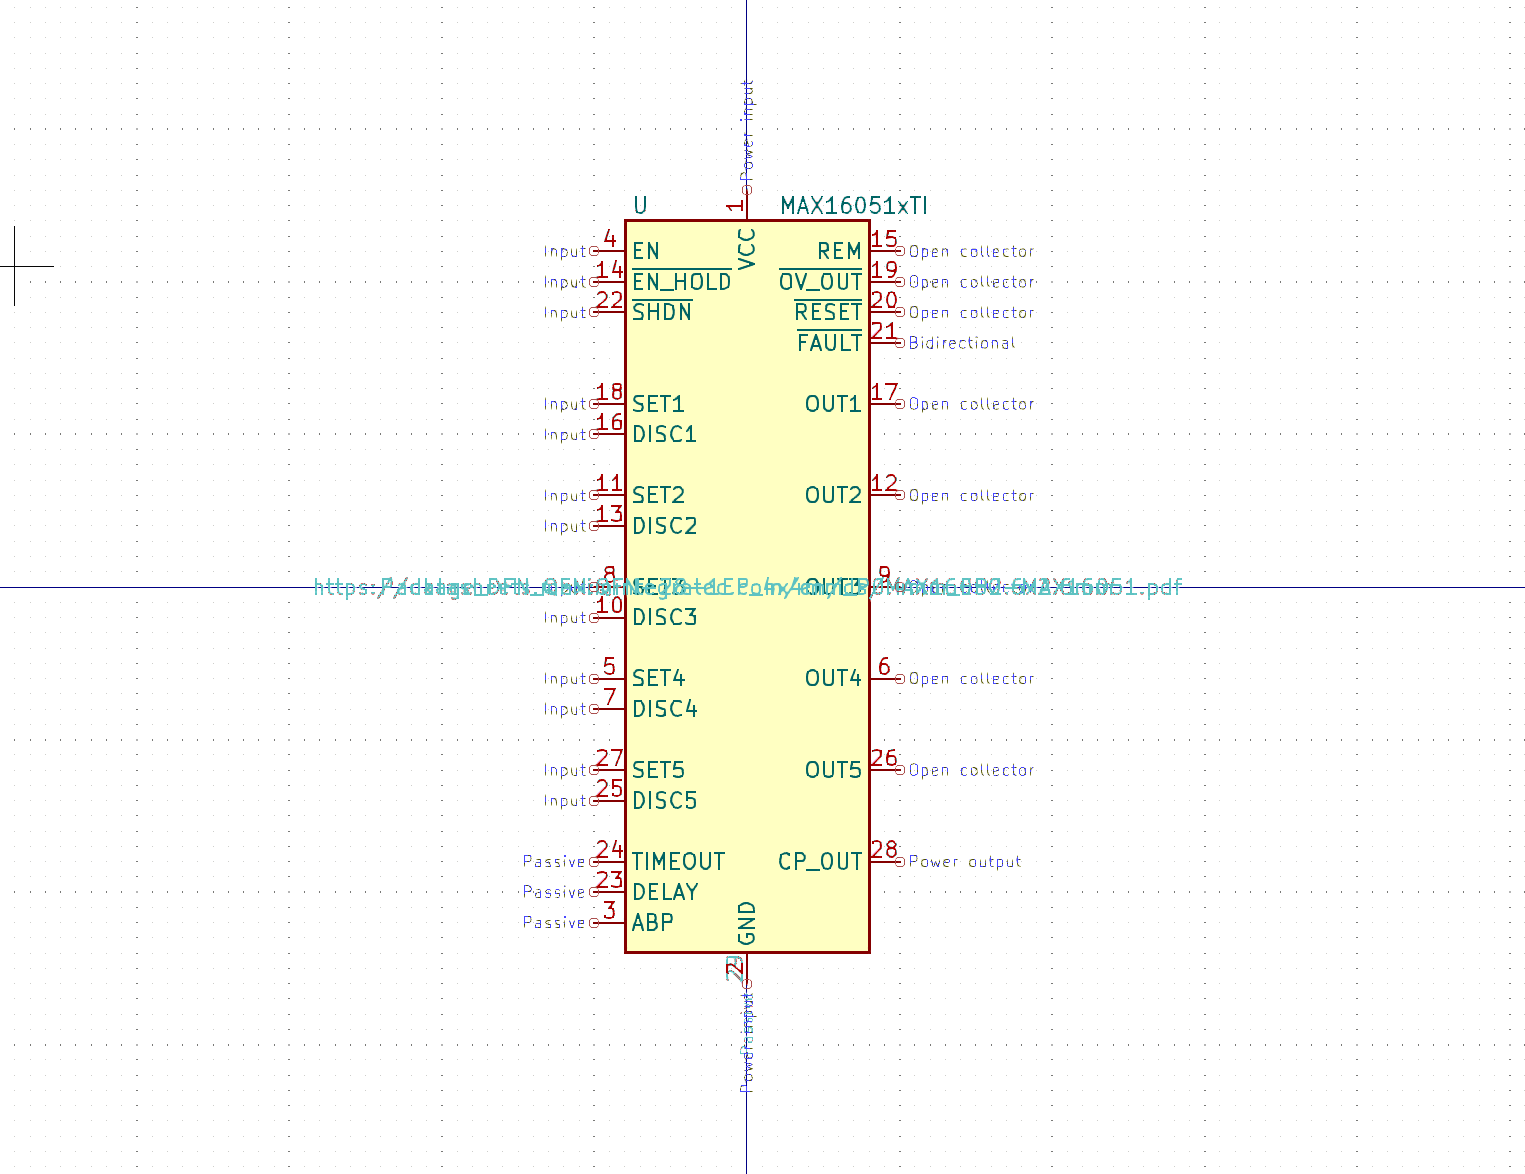 Power input
1
U MAX16051xTI
VCC
Input 4 EN REM 15 Open collector
Input 14 EN_HOLD OV_OUT 19 Open collector
Input 22 SHDN RESET 20 Open collector
FAULT 21 Bidirectional
Input 18 SET1 OUT1 17 Open collector
Input 16 DISC1
Input 11 SET2 OUT2 12 Open collector
Input 13 DISC2
8 SET3 OUT3 9
Input 10 DISC3
Input 5 SET4 OUT4 6 Open collector
Input 7 DISC4
Input 27 SET5 OUT5 26 Open collector
Input 25 DISC5
Passive 24 TIMEOUT CP_OUT 28 Power output
Passive 23 DELAY
Passive 3 ABP
GND
2
Power input